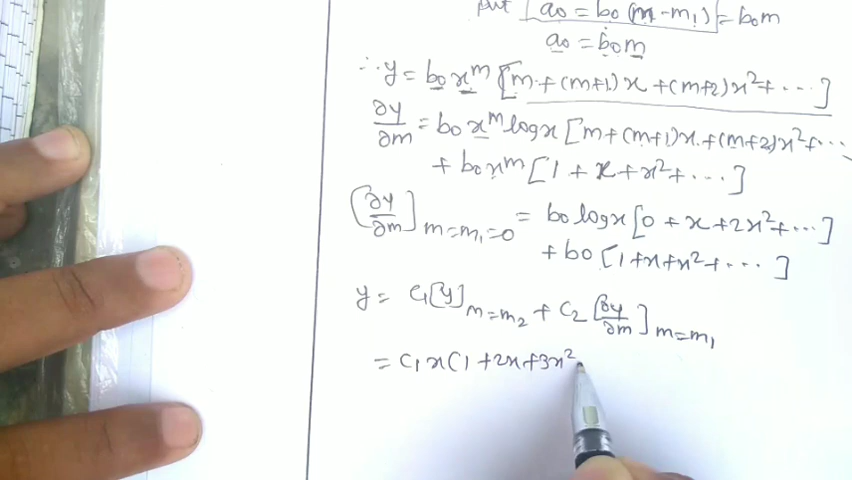 put a₀ = b₀ (m - m₁) = b₀m
a₀ = b₀m
∴ y = b₀ x^m [m + (m+1) x + (m+2) x² + ....]
∂y/∂m = b₀ x^m log x [m + (m+1)x + (m+2)x² + ...
+ b₀ x^m [1 + x + x² + ....]
[∂y/∂m]_{m=m₁=0} = b₀ log x [0 + x + 2x² + ...]
+ b₀ [1 + x + x² + .... ]
y = C₁[y]_{m=m₂} + C₂ [∂y/∂m]_{m=m₁}
= C₁ x (1 + 2x + 3x²